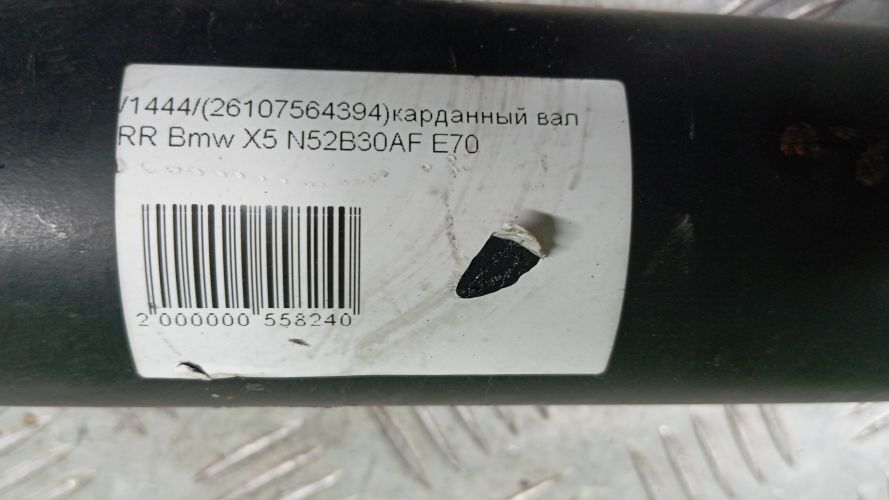 /1444/(26107564394)карданный вал
RR Bmw X5 N52B30AF E70
2 000000 558240